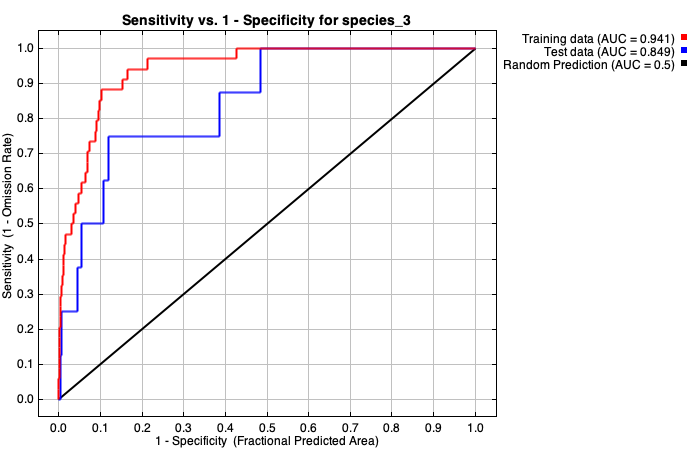 Sensitivity vs. 1 - Specificity for species_3
Training data (AUC = 0.941)
Test data (AUC = 0.849)
Random Prediction (AUC = 0.5)
Sensitivity (1 - Omission Rate)
1.0
0.9
0.8
0.7
0.6
0.5
0.4
0.3
0.2
0.1
0.0
0.0 0.1 0.2 0.3 0.4 0.5 0.6 0.7 0.8 0.9 1.0
1 - Specificity (Fractional Predicted Area)